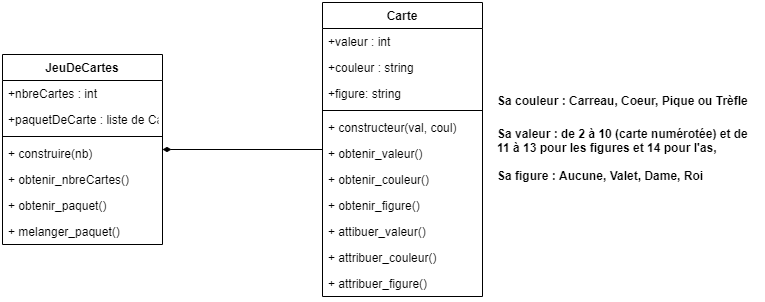 JeuDeCartes
+nbreCartes : int
+paquetDeCarte : liste de Ca
+ construire(nb)
+ obtenir_nbreCartes()
+ obtenir_paquet()
+ melanger_paquet()
Carte
+valeur : int
+couleur : string
+figure: string
+ constructeur(val, coul)
+ obtenir_valeur()
+ obtenir_couleur()
+ obtenir_figure()
+ attibuer_valeur()
+ attribuer_couleur()
+ attribuer_figure()
Sa couleur : Carreau, Coeur, Pique ou Trèfle
Sa valeur : de 2 à 10 (carte numérotée) et de
11 à 13 pour les figures et 14 pour l'as,
Sa figure : Aucune, Valet, Dame, Roi